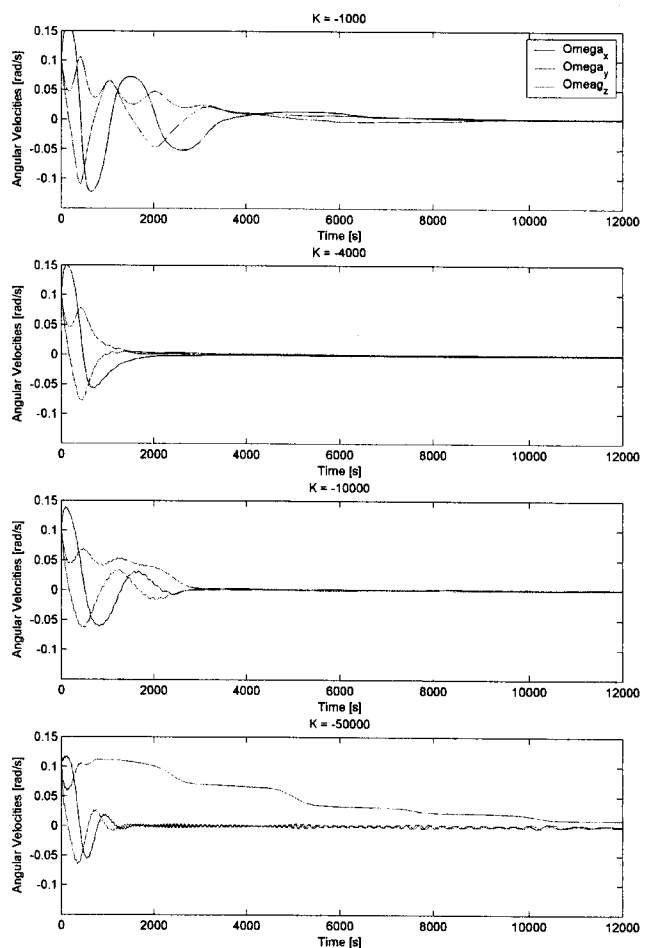 K = -1000
0.15
0.1
0.05
0
-0.05
-0.1
Angular Velocities [rad/s]
Omega_x
Omega_y
Omeag_z
0 2000 4000 6000 8000 10000 12000
Time [s]
K = -4000
0.15
0.1
0.05
0
-0.05
-0.1
Angular Velocities [rad/s]
0 2000 4000 6000 8000 10000 12000
Time [s]
K = -10000
0.15
0.1
0.05
0
-0.05
-0.1
Angular Velocities [rad/s]
0 2000 4000 6000 8000 10000 12000
Time [s]
K = -50000
0.15
0.1
0.05
0
-0.05
-0.1
Angular Velocities [rad/s]
0 2000 4000 6000 8000 10000 12000
Time [s]